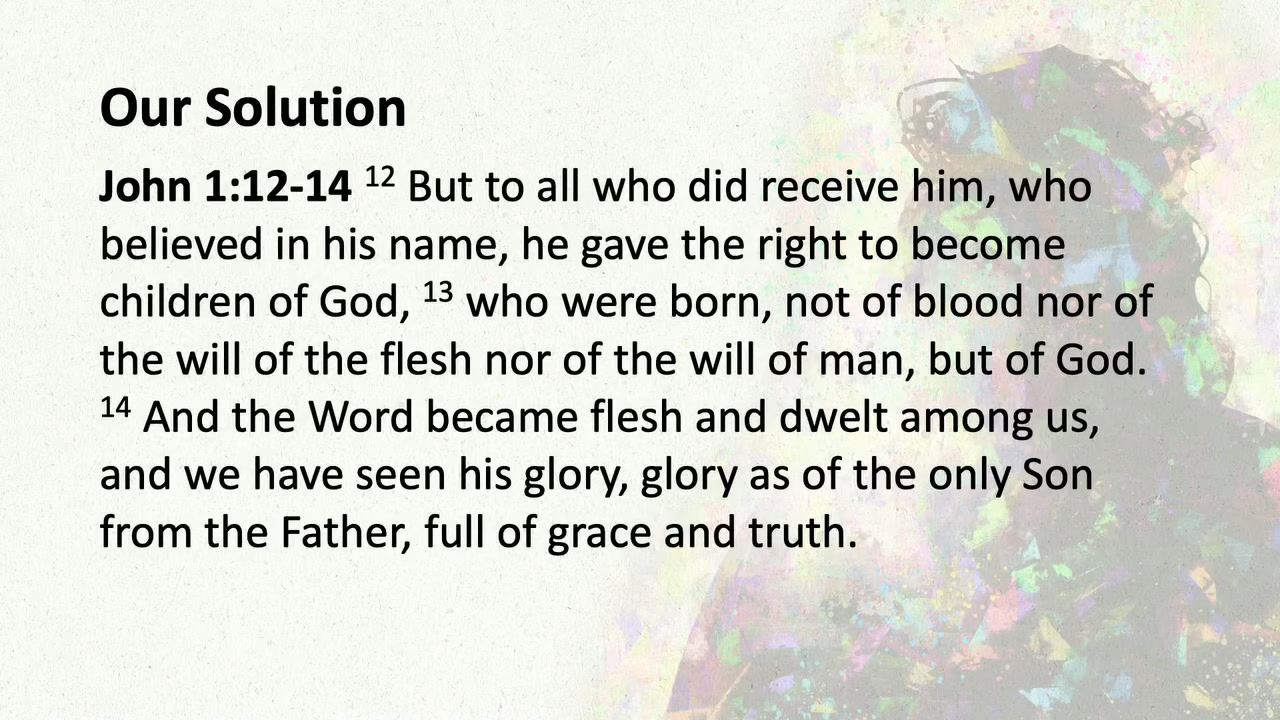 Our Solution
John 1:12-14 12 But to all who did receive him, who
believed in his name, he gave the right to become
children of God, 13 who were born, not of blood nor of
the will of the flesh nor of the will of man, but of God.
14 And the Word became flesh and dwelt among us,
and we have seen his glory, glory as of the only Son
from the Father, full of grace and truth.